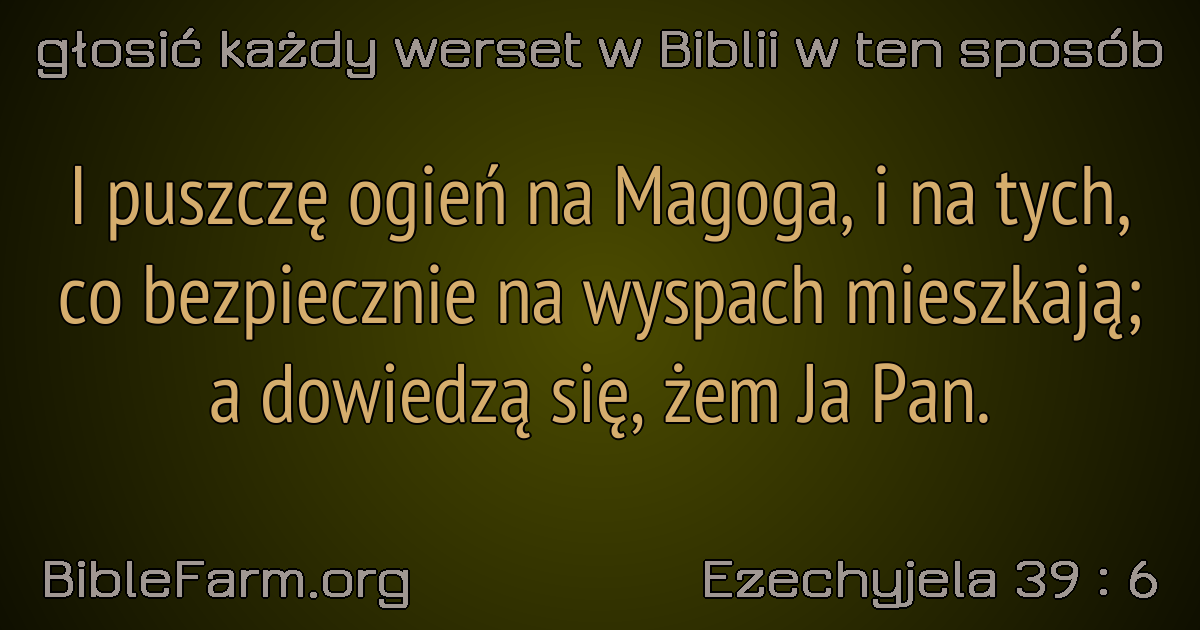 głosić każdy werset w Biblii w ten sposób
I puszczę ogień na Magoga, i na tych,
co bezpiecznie na wyspach mieszkają;
a dowiedzą się, żem Ja Pan.
BibleFarm.org
Ezechyjela 39 : 6